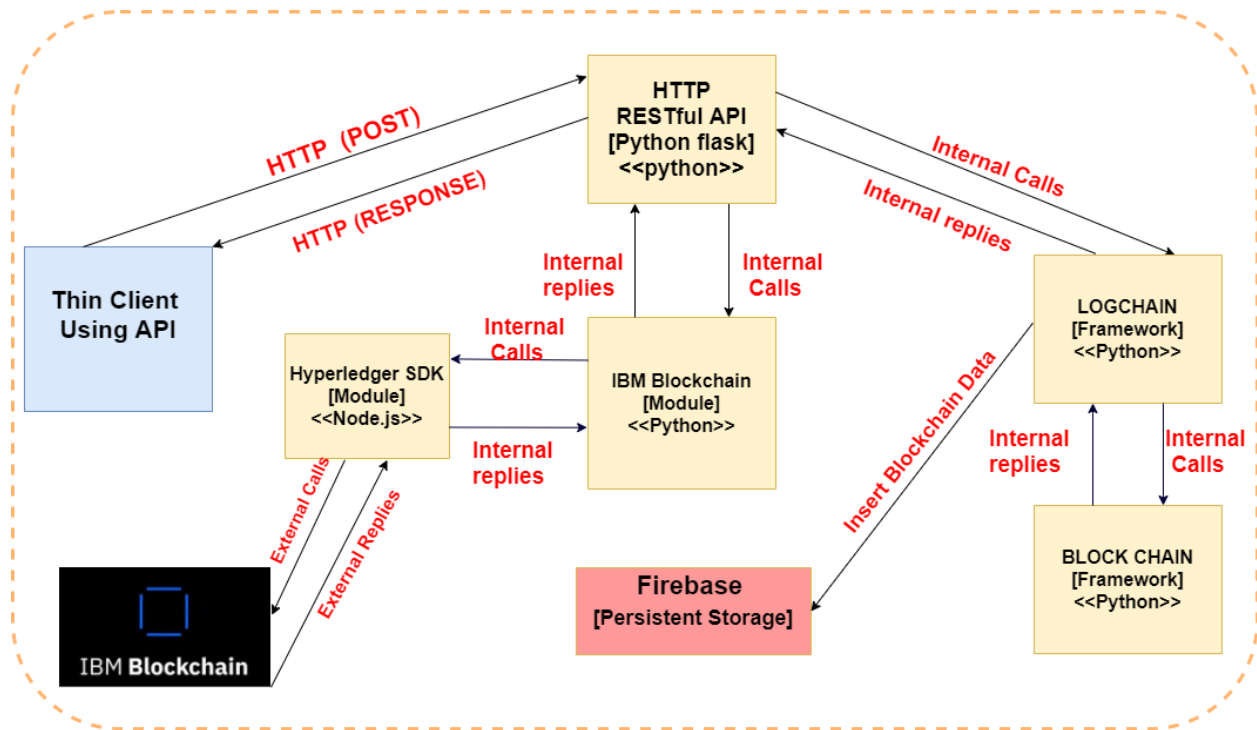 HTTP
RESTful API
[Python flask]
<<python>>
HTTP  (POST)
HTTP (RESPONSE)
Internal Calls
Internal replies
Thin Client
Using API
Internal
replies
Internal
Calls
LOGCHAIN
[Framework]
<<Python>>
Internal
Calls
Hyperledger SDK
[Module]
<<Node.js>>
IBM Blockchain
[Module]
<<Python>>
Internal
replies
Insert Blockchain Data
Internal
replies
Internal
Calls
External Calls
External Replies
IBM Blockchain
Firebase
[Persistent Storage]
BLOCK CHAIN
[Framework]
<<Python>>